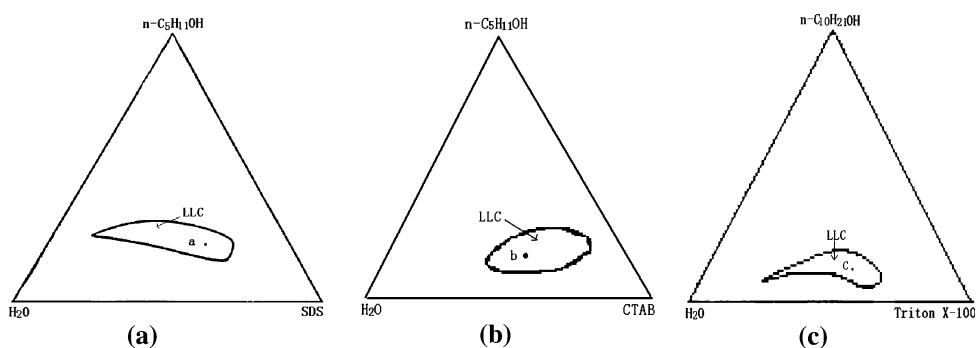 n-C₅H₁₁OH
LLC
a
H₂O
SDS
(a)
n-C₅H₁₁OH
LLC
b
H₂O
CTAB
(b)
n-C₁₀H₂₁OH
LLC
C
H₂O
Triton X-100
(c)